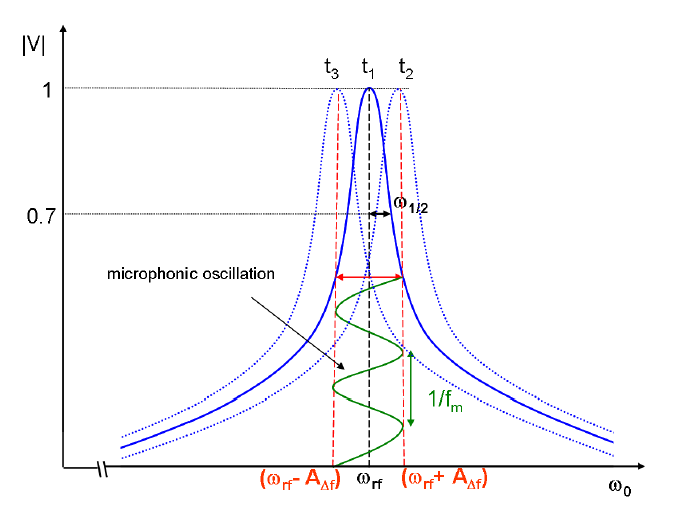 |V|
t₃ t₁ t₂
1
0.7
ω₁/₂
microphonic oscillation
1/fₘ
(ωrf- AΔf) ωrf (ωrf+ AΔf)
ω₀